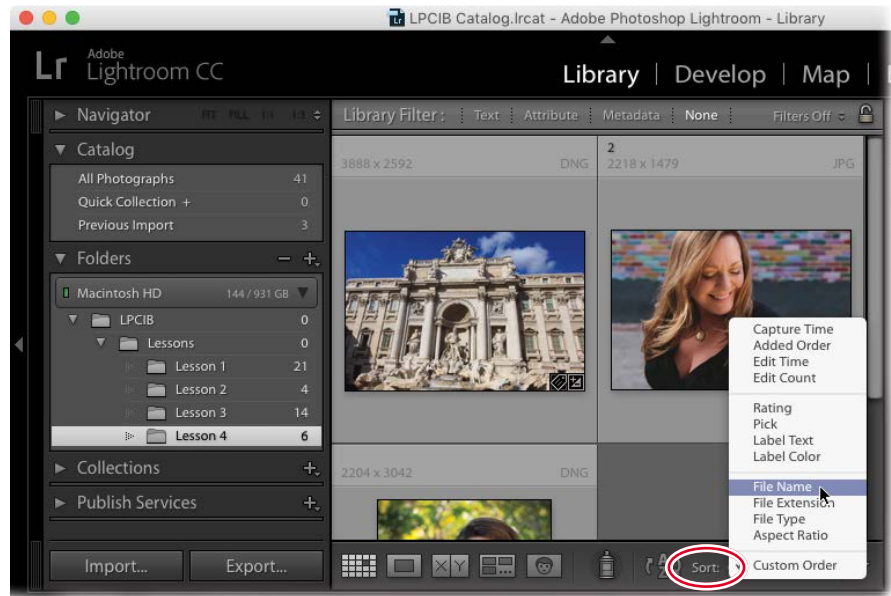 LPCIB Catalog.lrcat - Adobe Photoshop Lightroom - Library
Lr Adobe Lightroom CC
Library | Develop | Map |
Navigator FIT FILL 1:1 1:3
Library Filter : Text Attribute Metadata None Filters Off
Catalog
All Photographs 41
Quick Collection + 0
Previous Import 3
Folders
Macintosh HD 144 / 931 GB
LPCIB 0
Lessons 0
Lesson 1 21
Lesson 2 4
Lesson 3 14
Lesson 4 6
Collections
Publish Services
Import... Export...
3888 x 2592 DNG
2
2218 x 1479 JPG
2204 x 3042 DNG
Capture Time
Added Order
Edit Time
Edit Count
Rating
Pick
Label Text
Label Color
File Name
File Extension
File Type
Aspect Ratio
Custom Order
X Y
Sort: